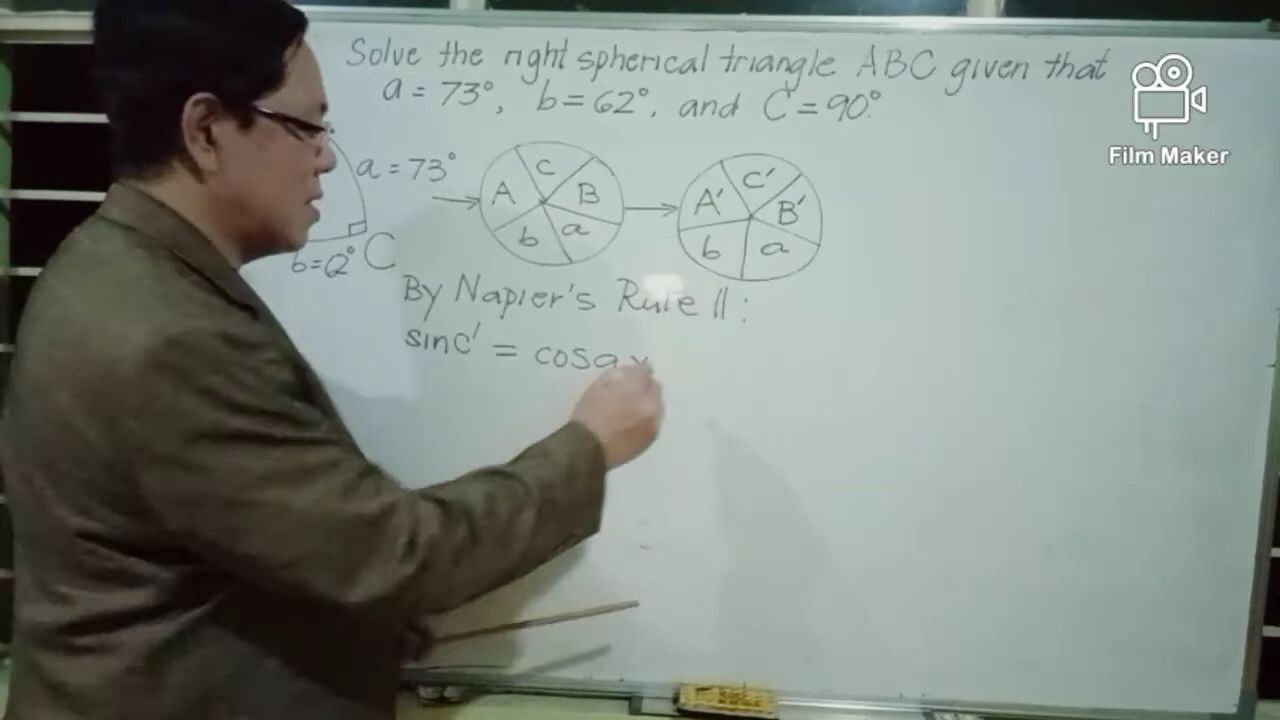 Solve the right spherical triangle ABC given that
a = 73°, b = 62°, and C = 90°.
Film Maker
a = 73°
A c B b a
A' c' B' b a
C
By Napier's Rule II:
sin c' = cos a